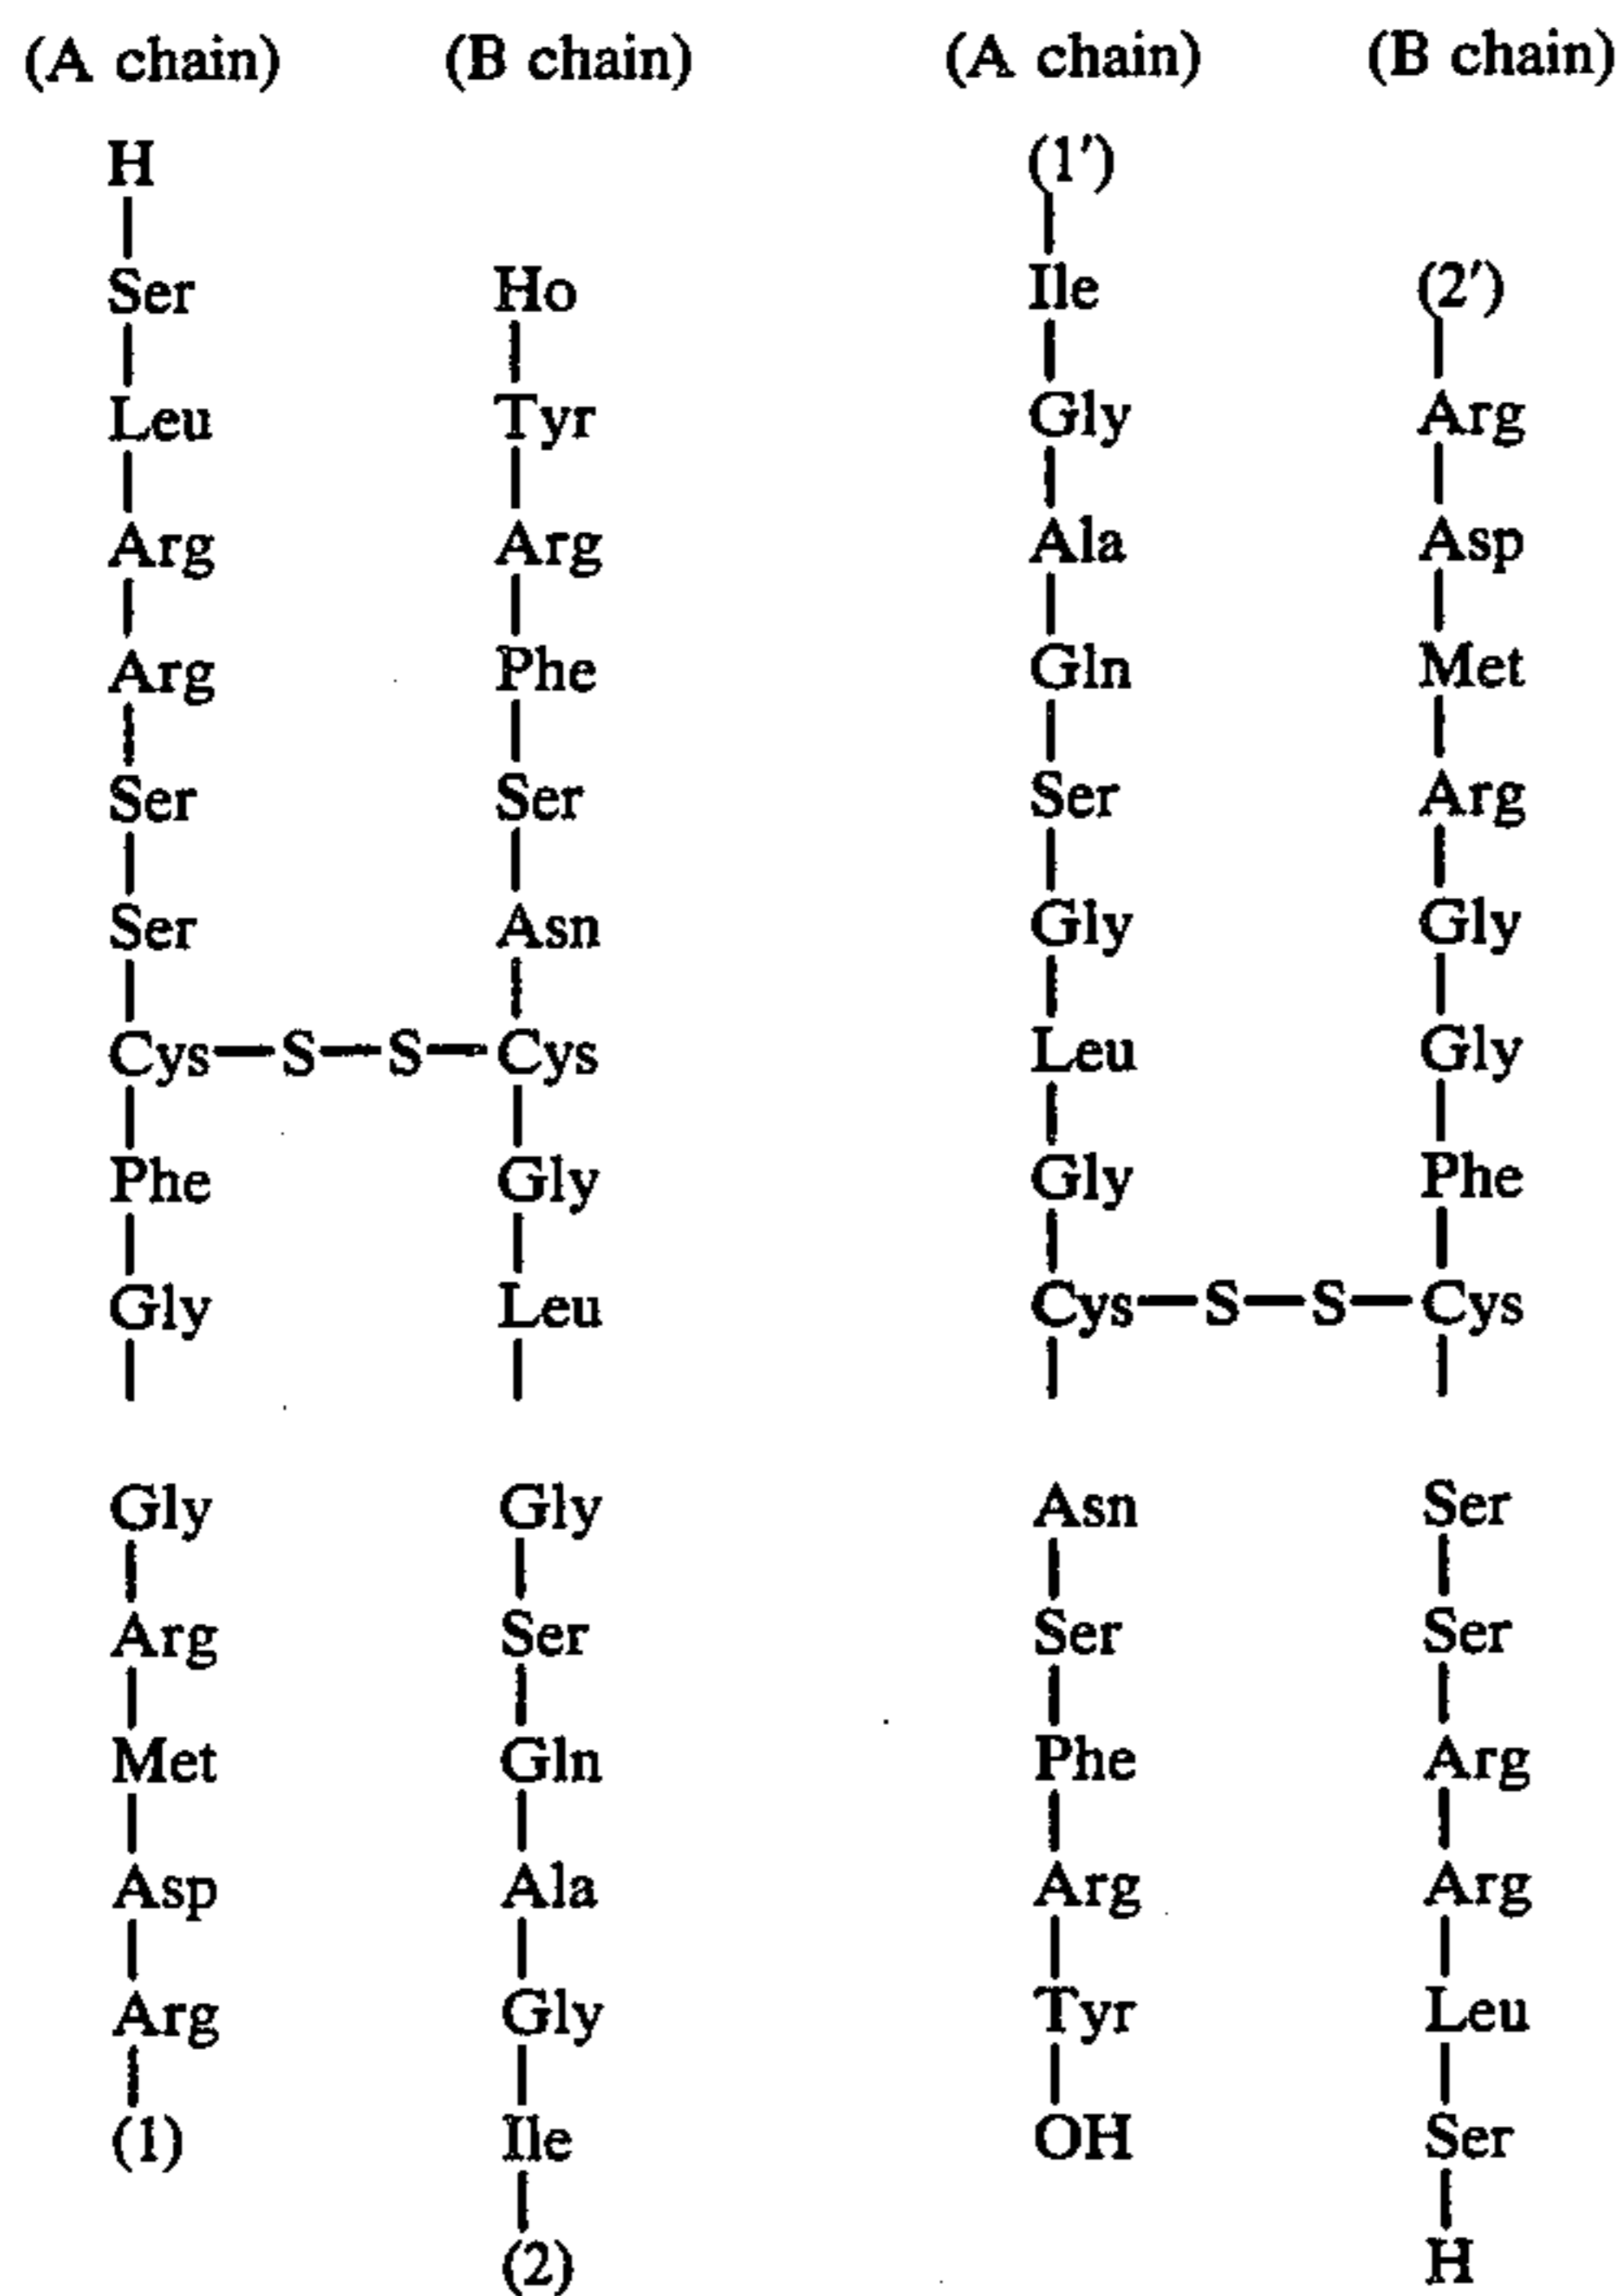 (A chain) (B chain) (A chain) (B chain)
H (1')
Ser Ho Ile (2')
Leu Tyr Gly Arg
Arg Arg Ala Asp
Arg Phe Gln Met
Ser Ser Ser Arg
Ser Asn Gly Gly
Cys—S—S—Cys Leu Gly
Phe Gly Gly Phe
Gly Leu Cys—S—S—Cys
Gly Gly Asn Ser
Arg Ser Ser Ser
Met Gln Phe Arg
Asp Ala Arg Arg
Arg Gly Tyr Leu
(1) Ile OH Ser
(2) H